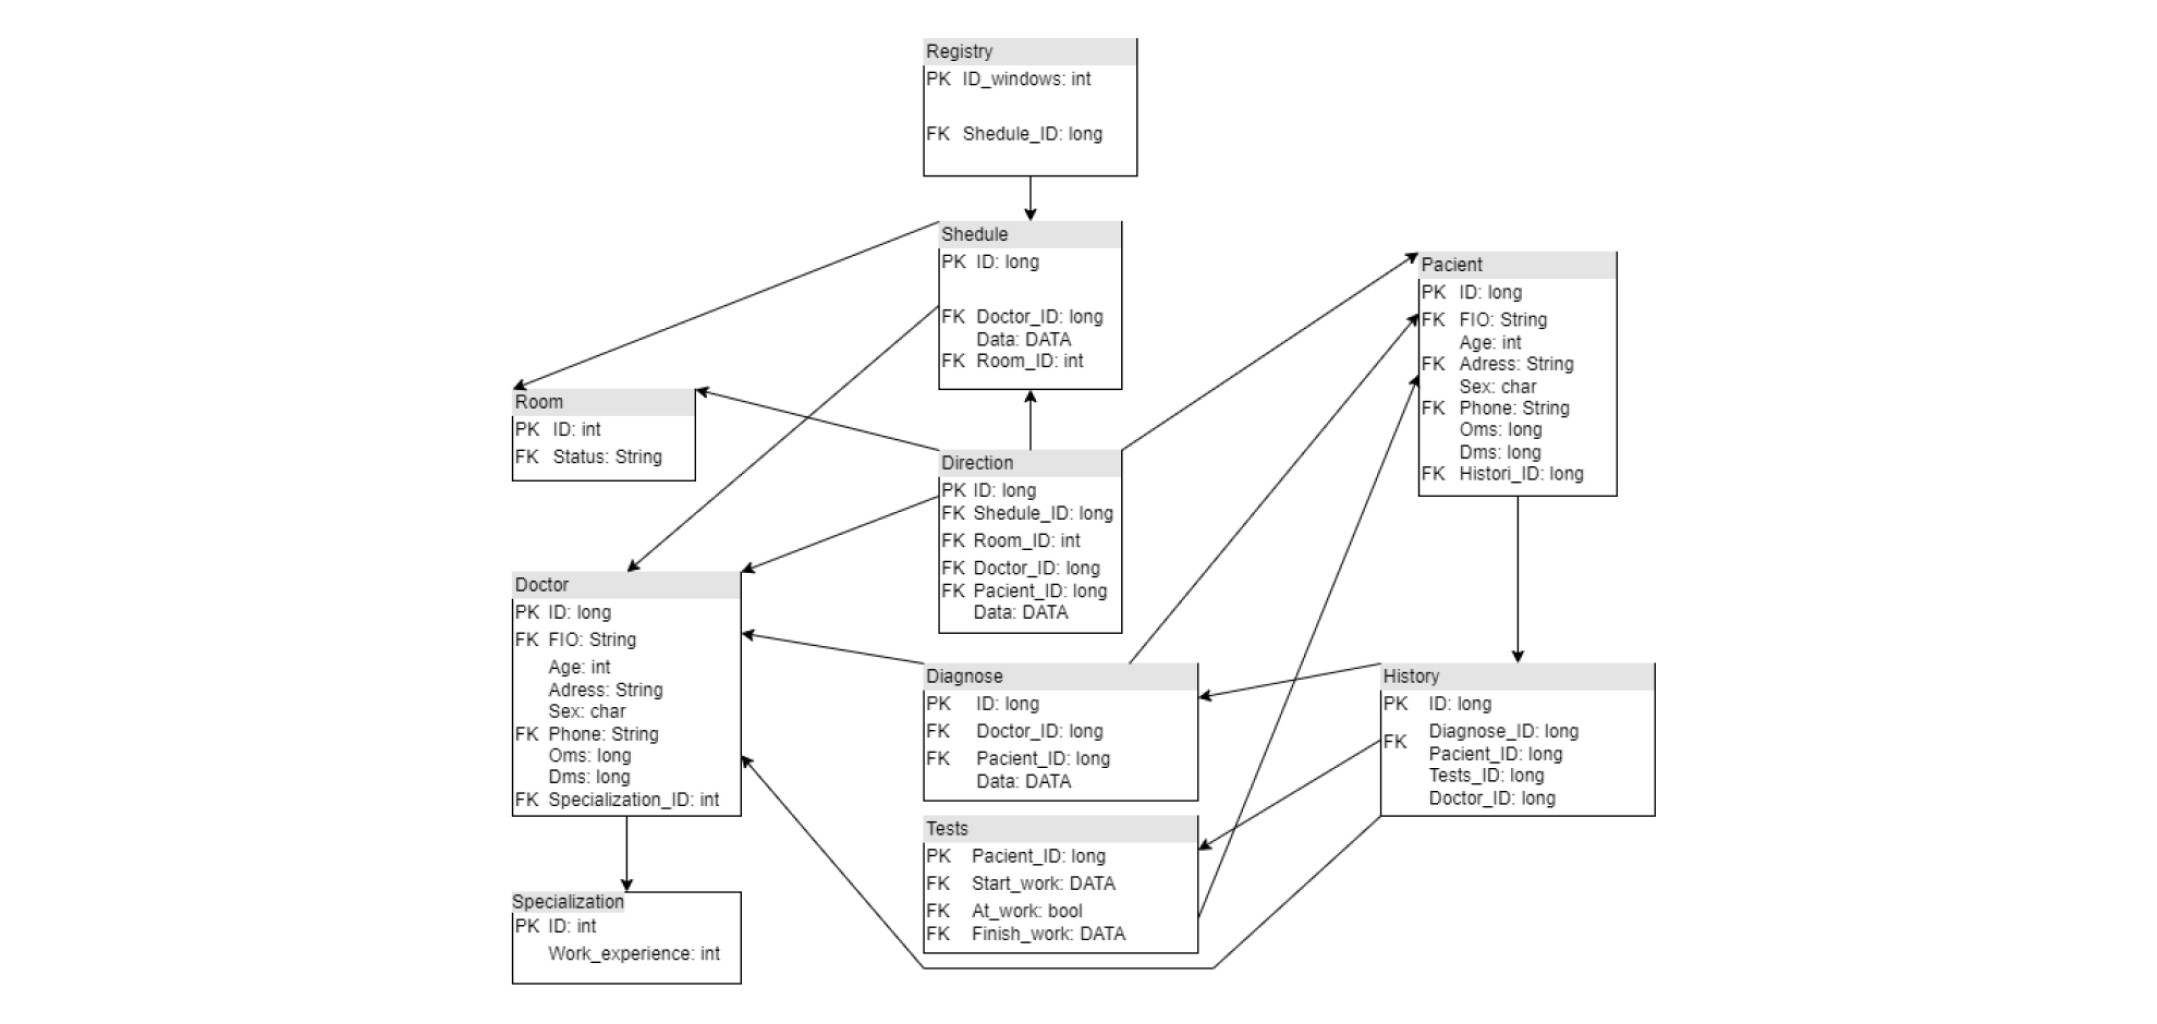 Registry
PK ID_windows: int
FK Shedule_ID: long
Shedule
PK ID: long
FK Doctor_ID: long
Data: DATA
FK Room_ID: int
Pacient
PK ID: long
FK FIO: String
Age: int
FK Adress: String
Sex: char
FK Phone: String
Oms: long
Dms: long
FK Histori_ID: long
Room
PK ID: int
FK Status: String
Direction
PK ID: long
FK Shedule_ID: long
FK Room_ID: int
FK Doctor_ID: long
FK Pacient_ID: long
Data: DATA
Doctor
PK ID: long
FK FIO: String
Age: int
Adress: String
Sex: char
FK Phone: String
Oms: long
Dms: long
FK Specialization_ID: int
Diagnose
PK ID: long
FK Doctor_ID: long
FK Pacient_ID: long
Data: DATA
History
PK ID: long
Diagnose_ID: long
FK
Pacient_ID: long
Tests_ID: long
Doctor_ID: long
Tests
PK Pacient_ID: long
FK Start_work: DATA
FK At_work: bool
FK Finish_work: DATA
Specialization
PK ID: int
Work_experience: int